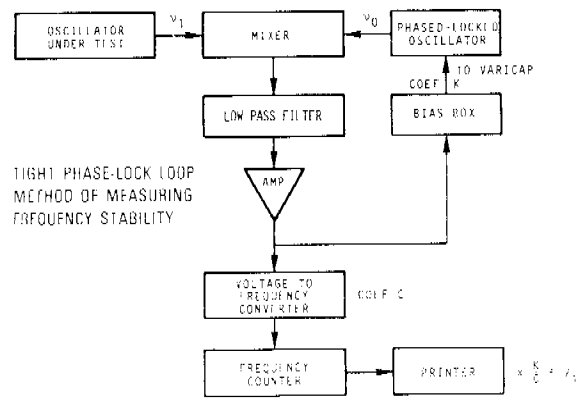 OSCILLATOR
UNDER TEST
ν1
MIXER
ν0
PHASED-LOCKED
OSCILLATOR
TO VARICAP
COEF K
LOW PASS FILTER
BIAS BOX
TIGHT PHASE-LOCK LOOP
METHOD OF MEASURING
FREQUENCY STABILITY
AMP
VOLTAGE TO
FREQUENCY
CONVERTER
COEF C
FREQUENCY
COUNTER
PRINTER